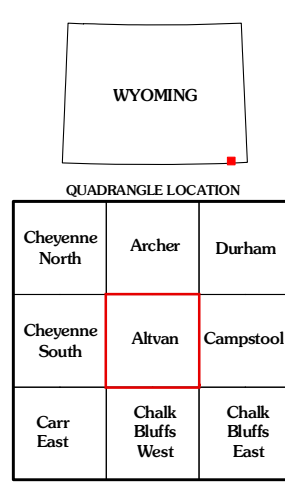 WYOMING
QUADRANGLE LOCATION
Cheyenne
North
Archer
Durham
Cheyenne
South
Altvan
Campstool
Carr
East
Chalk
Bluffs
West
Chalk
Bluffs
East